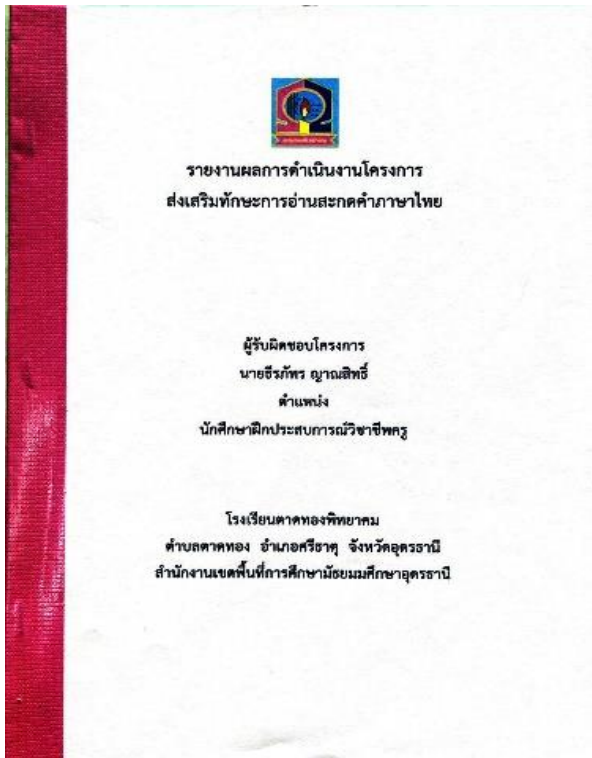 รายงานผลการดำเนินงานโครงการ
ส่งเสริมทักษะการอ่านสะกดคำภาษาไทย
ผู้รับผิดชอบโครงการ
นายธีรภัทร ญาณสิทธิ์
ตำแหน่ง
นักศึกษาฝึกประสบการณ์วิชาชีพครู
โรงเรียนตาดทองพิทยาคม
ตำบลตาดทอง อำเภอศรีธาตุ จังหวัดอุดรธานี
สำนักงานเขตพื้นที่การศึกษามัธยมมศึกษาอุดรธานี